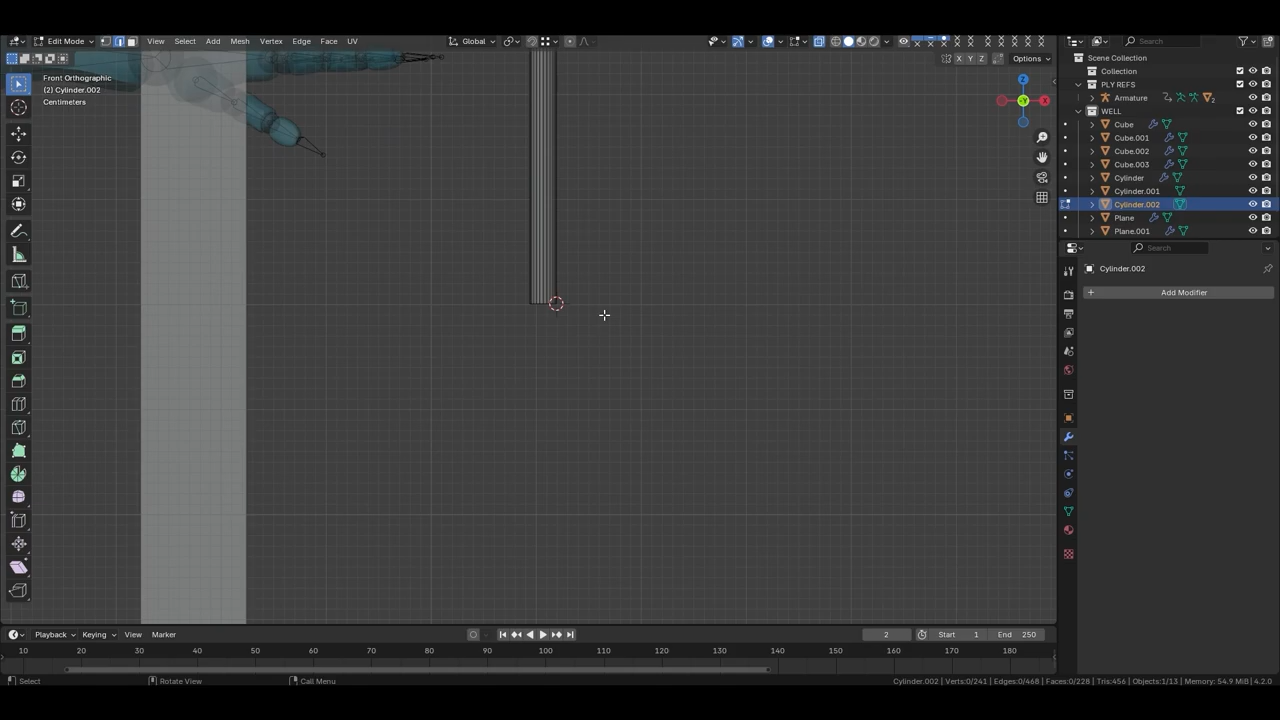 Edit Mode View Select Add Mesh Vertex Edge Face UV Global Search
X Y Z Options
Front Orthographic
(2) Cylinder.002
Centimeters
Scene Collection
Collection
PLY REFS
Armature 2
WELL
Cube
Cube.001
Cube.002
Cube.003
Cylinder
Cylinder.001
Cylinder.002
Plane
Plane.001
Z
Y X
Search
Cylinder.002
+ Add Modifier
Playback Keying View Marker 2 Start 1 End 250
10 20 30 40 50 60 70 80 90 100 110 120 130 140 150 160 170 180
Select Rotate View Call Menu Cylinder.002 | Verts:0/241 | Edges:0/468 | Faces:0/228 | Tris:456 | Objects:1/13 | Memory: 54.9 MiB | 4.2.0